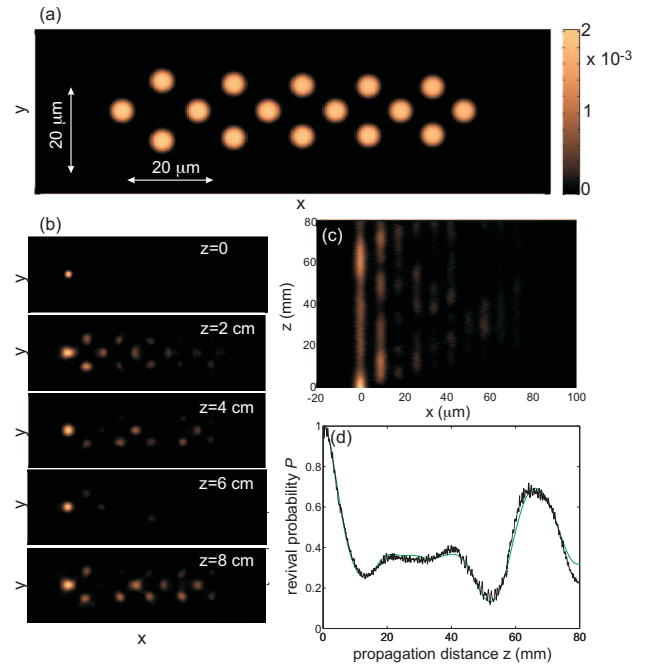 (a)
2
x 10⁻³
1
0
y
20 μm
20 μm
x
(b)
z=0
y
z=2 cm
y
z=4 cm
y
z=6 cm
y
z=8 cm
y
x
(c)
80
60
40
20
0
z (mm)
-20 0 20 40 60 80 100
x (μm)
(d)
1
0.8
0.6
0.4
0.2
0
revival probability P
0 20 40 60 80
propagation distance z (mm)